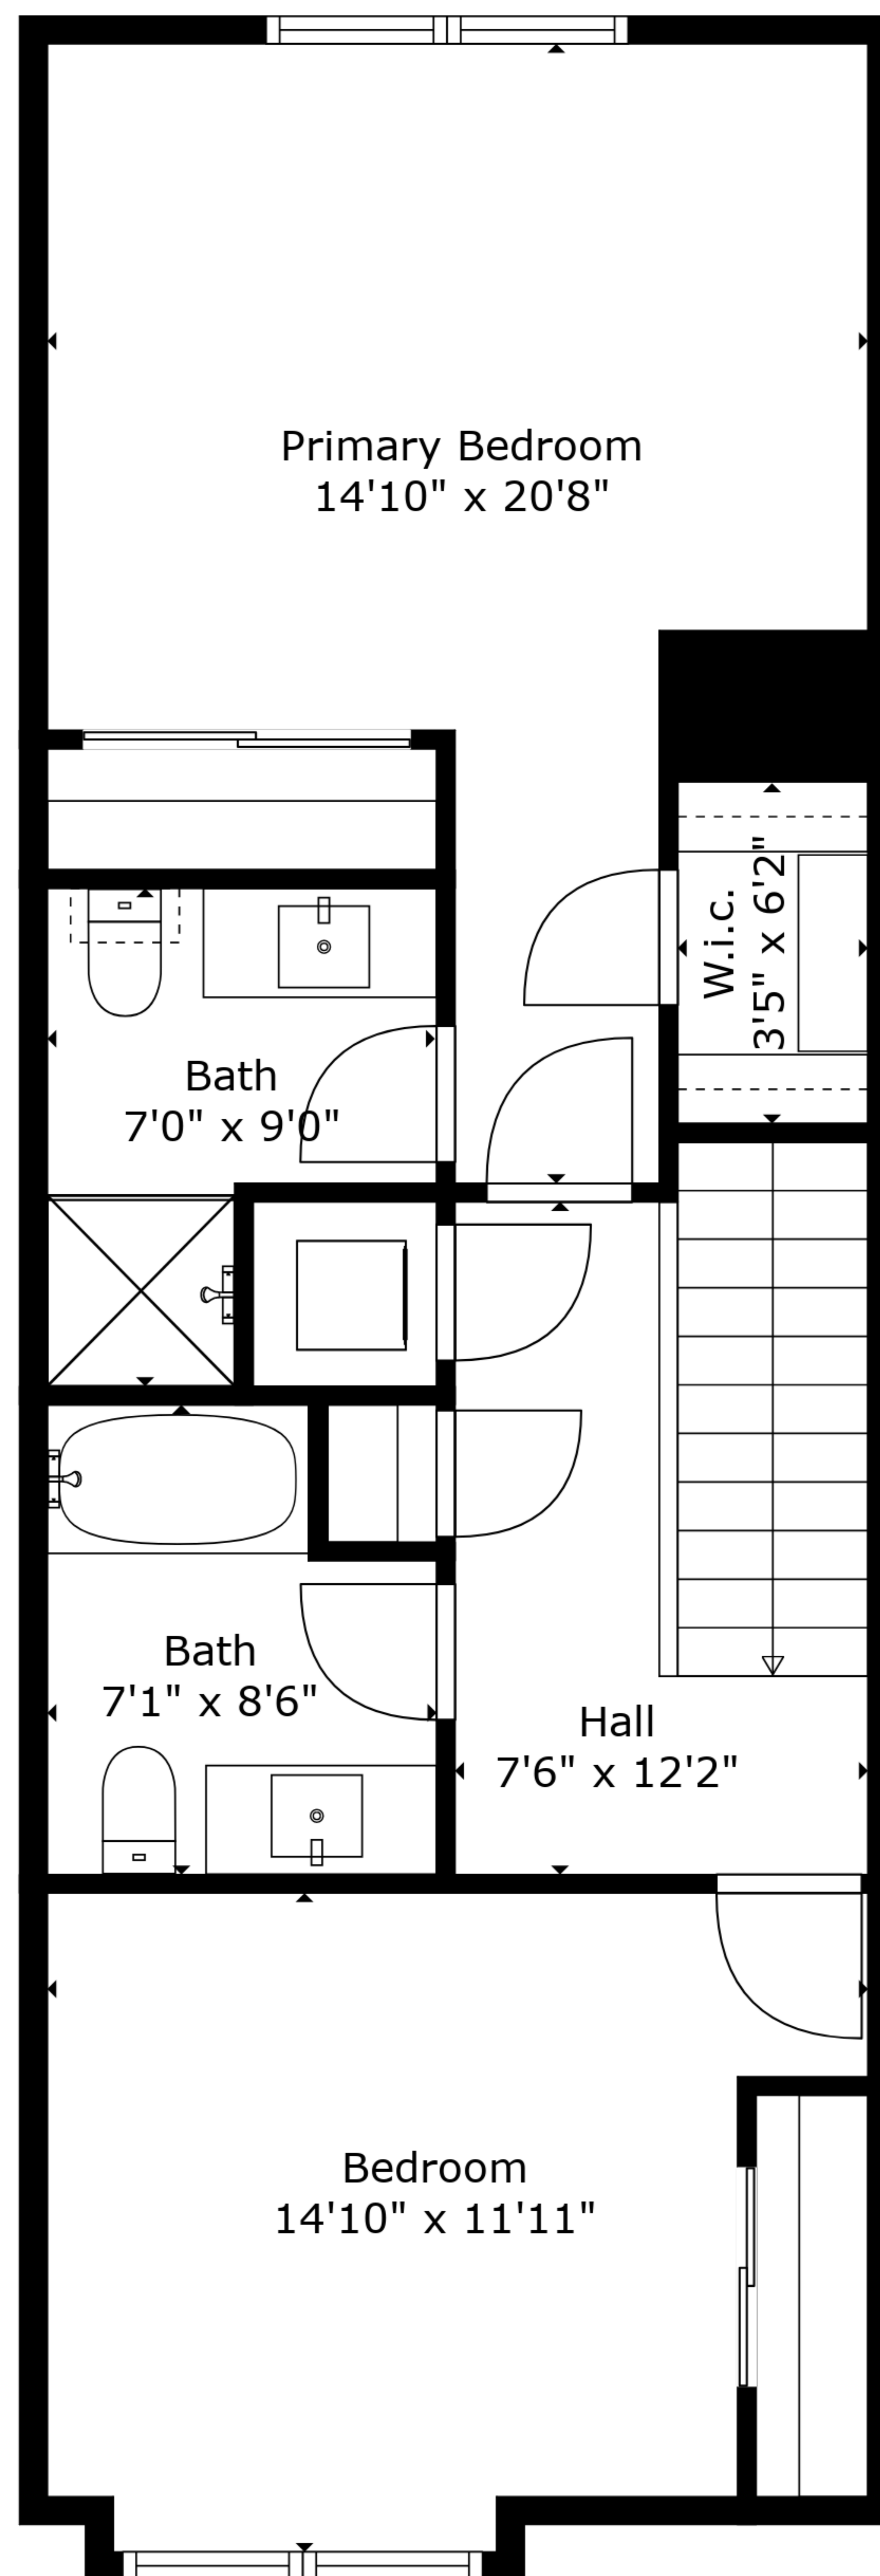 Primary Bedroom
14'10" x 20'8"
W.i.c.
3'5" x 6'2"
Bath
7'0" x 9'0"
Bath
7'1" x 8'6"
Hall
7'6" x 12'2"
Bedroom
14'10" x 11'11"